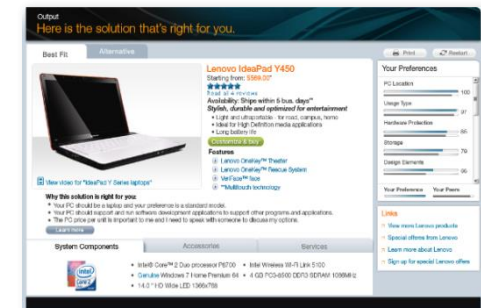 Output
Here is the solution that's right for you.
Best Fit
Alternative
Print
Restart
Lenovo IdeaPad Y450
Starting from: $569.00*
Read all 4 reviews
Availability: Ships within 5 bus. days**
Stylish, durable and optimized for entertainment
• Light and ultraportable - for road, campus, home
• Ideal for High Definition media applications
• Long battery life
Customize & buy
Features
Lenovo OneKey™ Theater
Lenovo OneKey™ Rescue System
VeriFace™ face
**Multitouch technology
View video for "IdeaPad Y Series laptops"
Why this solution is right for you:
• Your PC should be a laptop and your preference is a standard model.
• Your PC should support and run software development applications to support other programs and applications.
• The PC price per unit is important to me and I need to speak with someone to discuss my options.
Learn more
Your Preferences
PC Location
100
Usage Type
97
Hardware Protection
Storage
79
Design Elements
Your Preference
Your Peers
Links
View more Lenovo products
Special offers from Lenovo
Learn more about Lenovo
Sign up for special Lenovo offers
System Components
Accessories
Services
intel
Core 2
• Intel® Core™ 2 Duo processor P8700
• Genuine Windows 7 Home Premium 64
• 14.0 " HD Wide LED 1366x768
• Intel Wireless Wi-Fi Link 5100
• 4 GB PC3-8500 DDR3 SDRAM 1066MHz